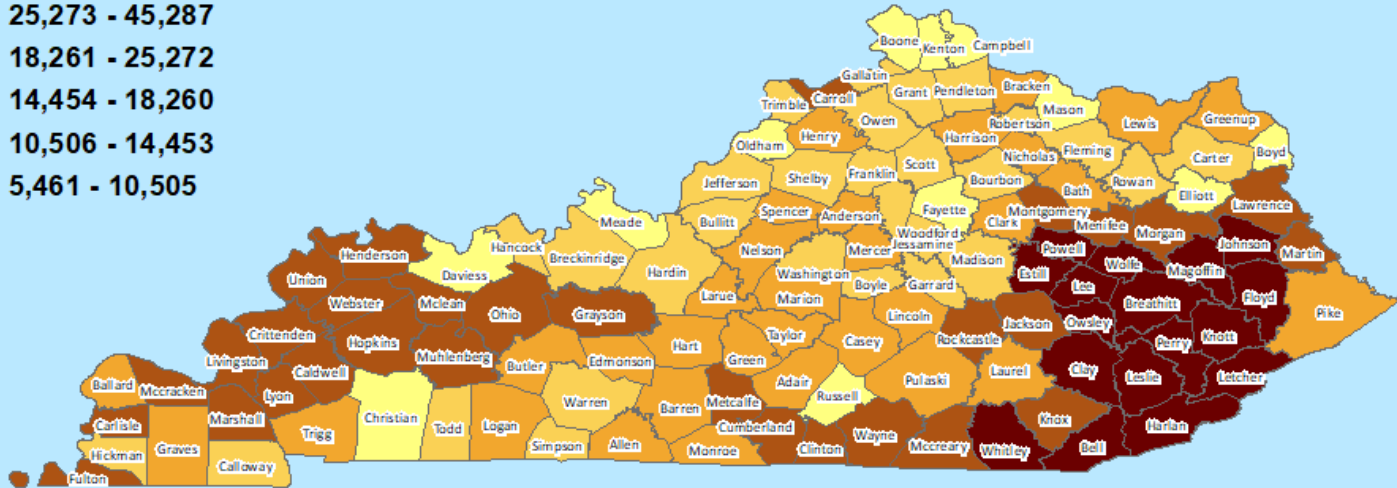 25,273 - 45,287
18,261 - 25,272
14,454 - 18,260
10,506 - 14,453
5,461 - 10,505
Boone
Kenton
Campbell
Gallatin
Grant
Pendleton
Bracken
Mason
Trimble
Carroll
Owen
Robertson
Lewis
Greenup
Oldham
Henry
Harrison
Nicholas
Fleming
Carter
Boyd
Jefferson
Shelby
Franklin
Scott
Bourbon
Bath
Rowan
Elliott
Lawrence
Meade
Bullitt
Spencer
Anderson
Fayette
Clark
Montgomery
Menifee
Morgan
Johnson
Martin
Woodford
Jessamine
Henderson
Hancock
Breckinridge
Hardin
Nelson
Mercer
Madison
Powell
Wolfe
Magoffin
Union
Daviess
Washington
Boyle
Garrard
Estill
Lee
Breathitt
Floyd
Pike
Webster
Mclean
Ohio
Grayson
Larue
Marion
Lincoln
Rockcastle
Jackson
Owsley
Perry
Knott
Crittenden
Hopkins
Muhlenberg
Hart
Taylor
Casey
Livingston
Caldwell
Butler
Edmonson
Green
Pulaski
Laurel
Clay
Leslie
Letcher
Ballard
Mccracken
Lyon
Christian
Warren
Barren
Metcalfe
Adair
Russell
Knox
Harlan
Carlisle
Marshall
Trigg
Todd
Logan
Cumberland
Wayne
Hickman
Graves
Calloway
Simpson
Allen
Monroe
Clinton
Mccreary
Whitley
Bell
Fulton